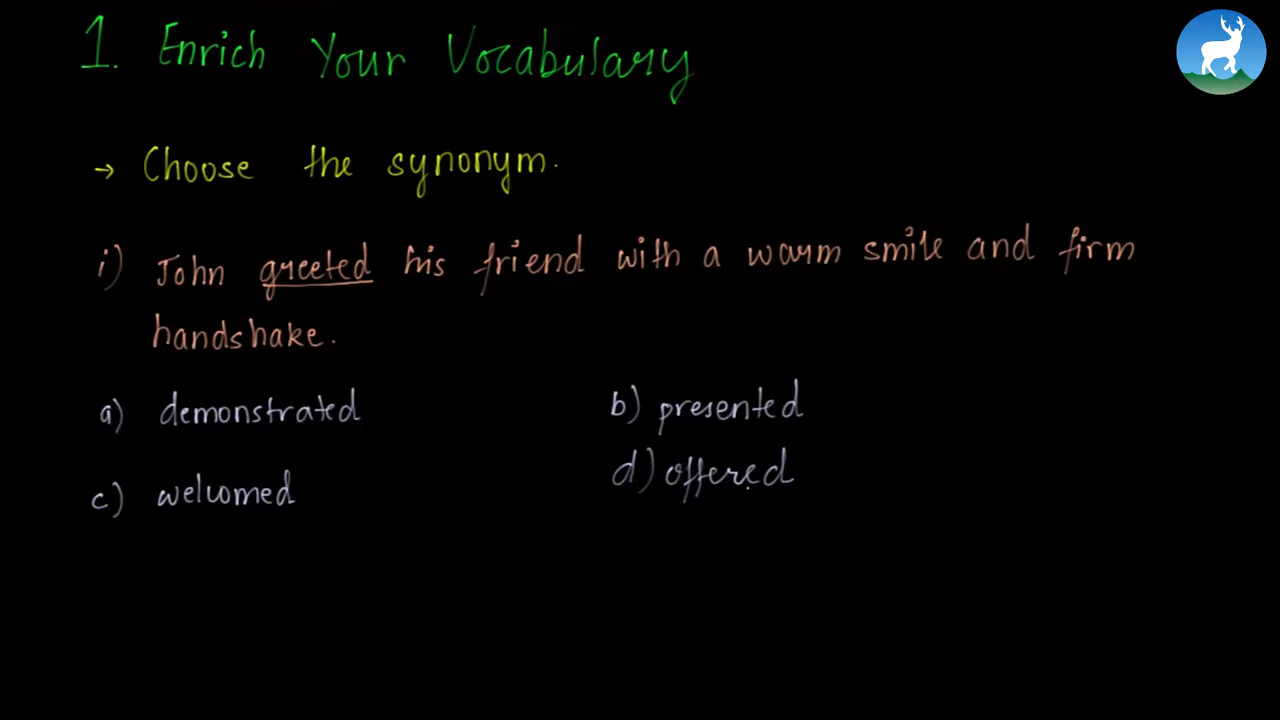 1. Enrich Your Vocabulary
→ Choose the synonym.
i) John greeted his friend with a warm smile and firm
handshake.
a) demonstrated b) presented
c) welcomed d) offered